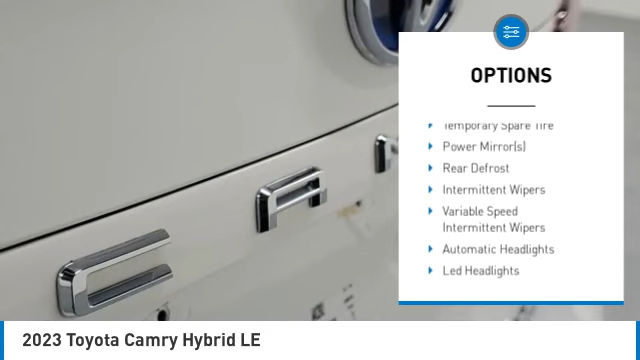 OPTIONS
Temporary Spare Tire
Power Mirror(s)
Rear Defrost
Intermittent Wipers
Variable Speed
Intermittent Wipers
Automatic Headlights
Led Headlights
2023 Toyota Camry Hybrid LE